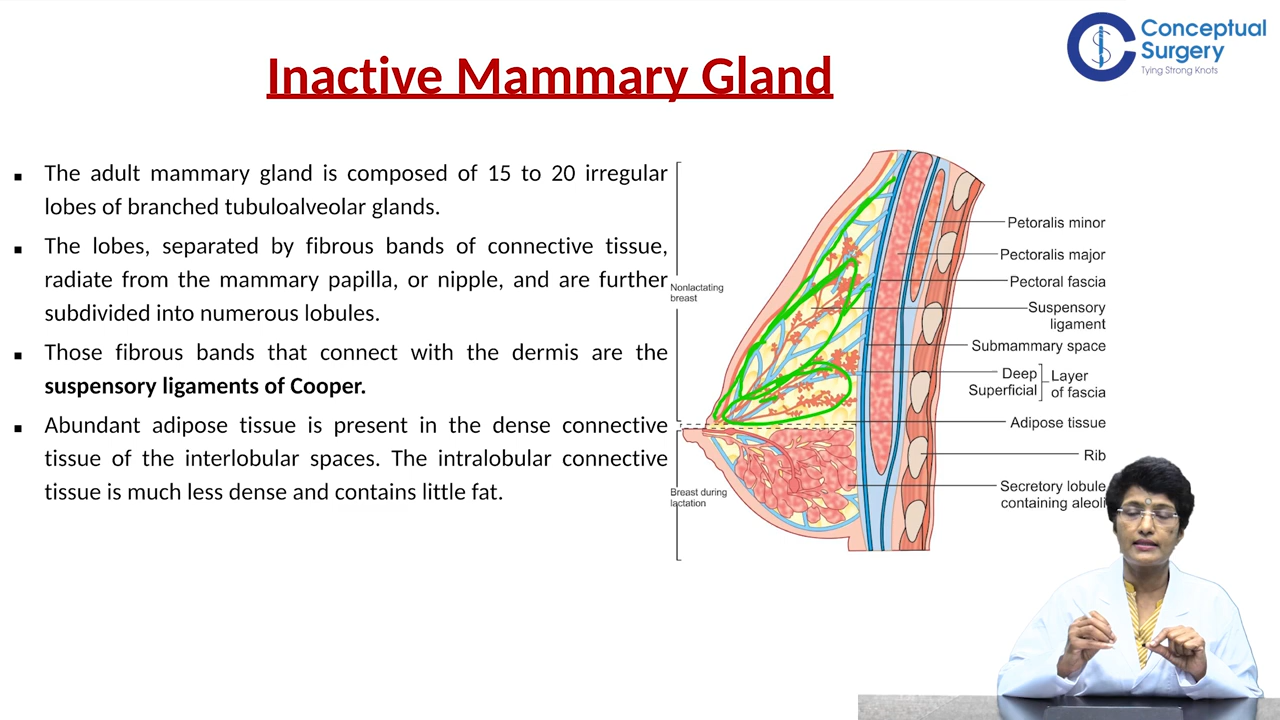 Conceptual
Surgery
Tying Strong Knots
Inactive Mammary Gland
▪ The adult mammary gland is composed of 15 to 20 irregular
lobes of branched tubuloalveolar glands.
▪ The lobes, separated by fibrous bands of connective tissue,
radiate from the mammary papilla, or nipple, and are further
subdivided into numerous lobules.
▪ Those fibrous bands that connect with the dermis are the
suspensory ligaments of Cooper.
▪ Abundant adipose tissue is present in the dense connective
tissue of the interlobular spaces. The intralobular connective
tissue is much less dense and contains little fat.
Nonlactating
breast
Breast during
lactation
Petoralis minor
Pectoralis major
Pectoral fascia
Suspensory
ligament
Submammary space
Deep
Superficial
Layer
of fascia
Adipose tissue
Rib
Secretory lobule
containing aleoli